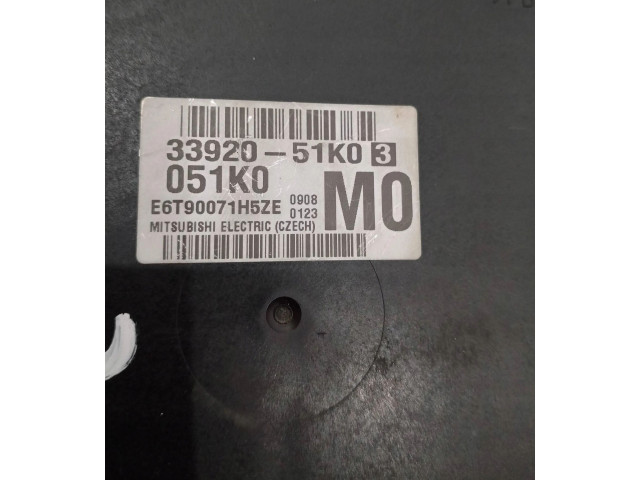 33920-51K0 3
051K0
E6T90071H5ZE 0908
0123
M0
MITSUBISHI ELECTRIC (CZECH)